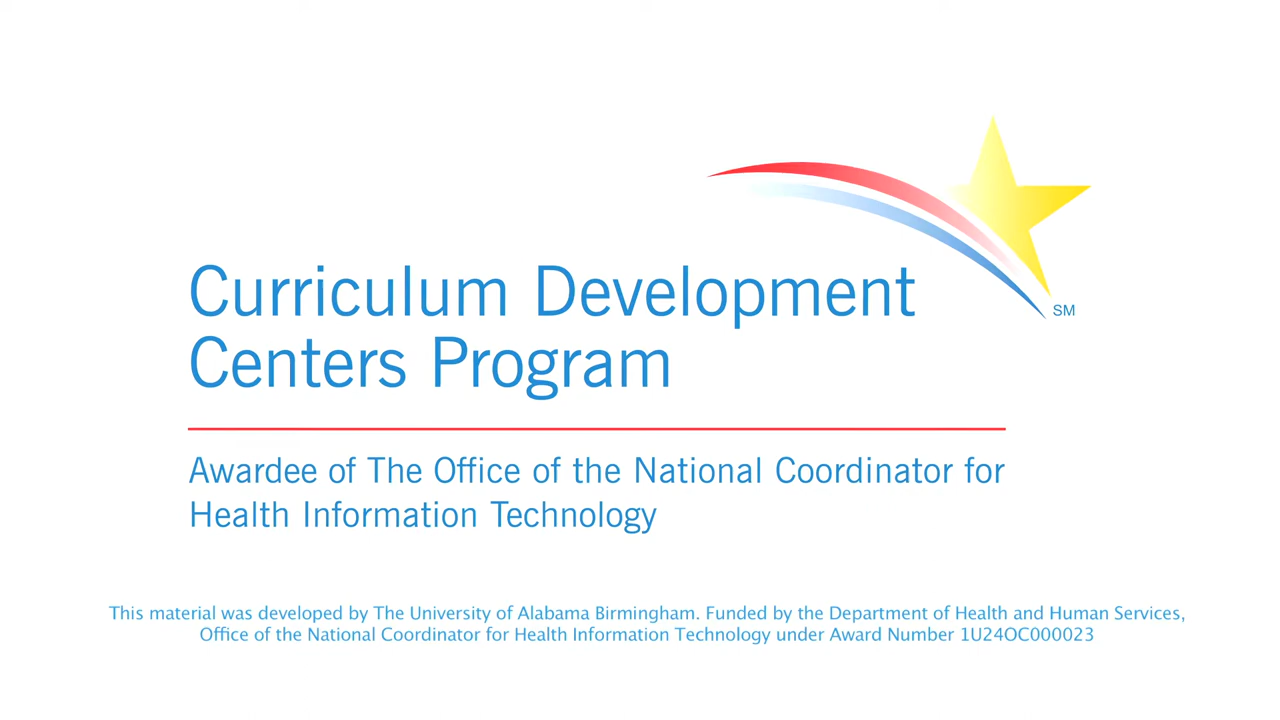 Curriculum Development
Centers Program
SM
Awardee of The Office of the National Coordinator for
Health Information Technology
This material was developed by The University of Alabama Birmingham. Funded by the Department of Health and Human Services,
Office of the National Coordinator for Health Information Technology under Award Number 1U24OC000023